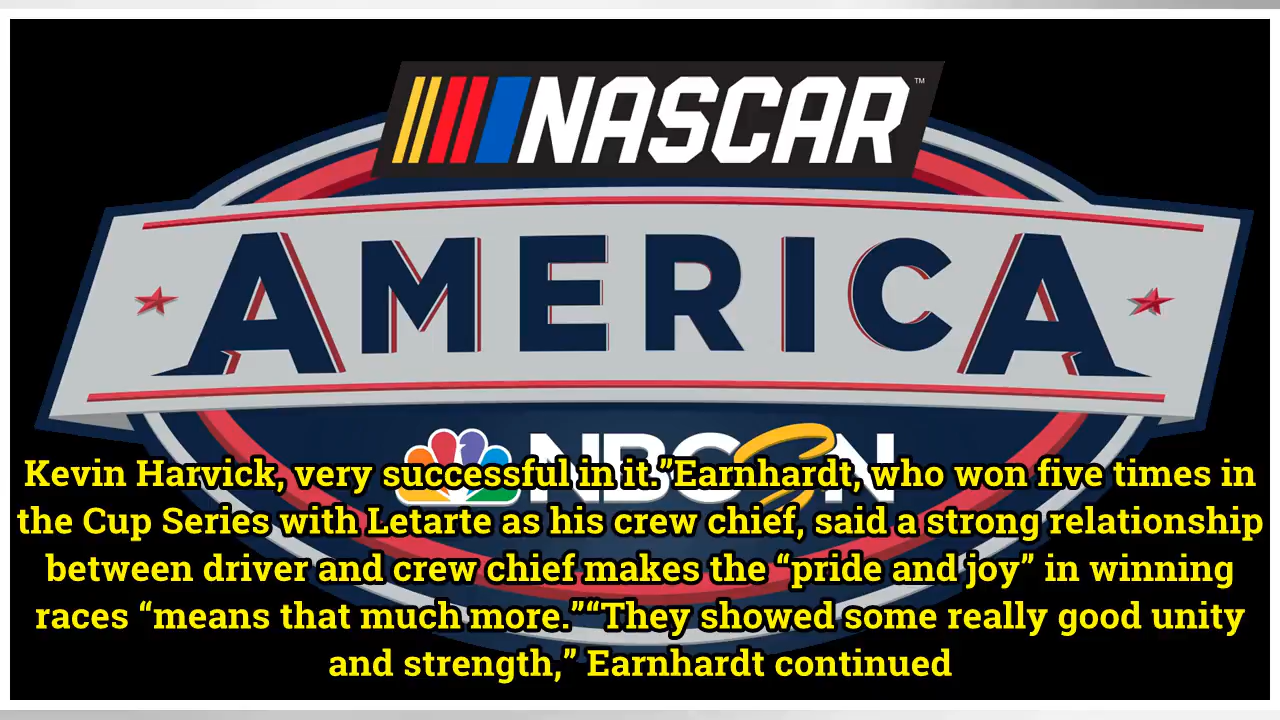 NASCAR™
AMERICA
NBCSN
Kevin Harvick, very successful in it.”Earnhardt, who won five times in
the Cup Series with Letarte as his crew chief, said a strong relationship
between driver and crew chief makes the “pride and joy” in winning
races “means that much more.”“They showed some really good unity
and strength,” Earnhardt continued